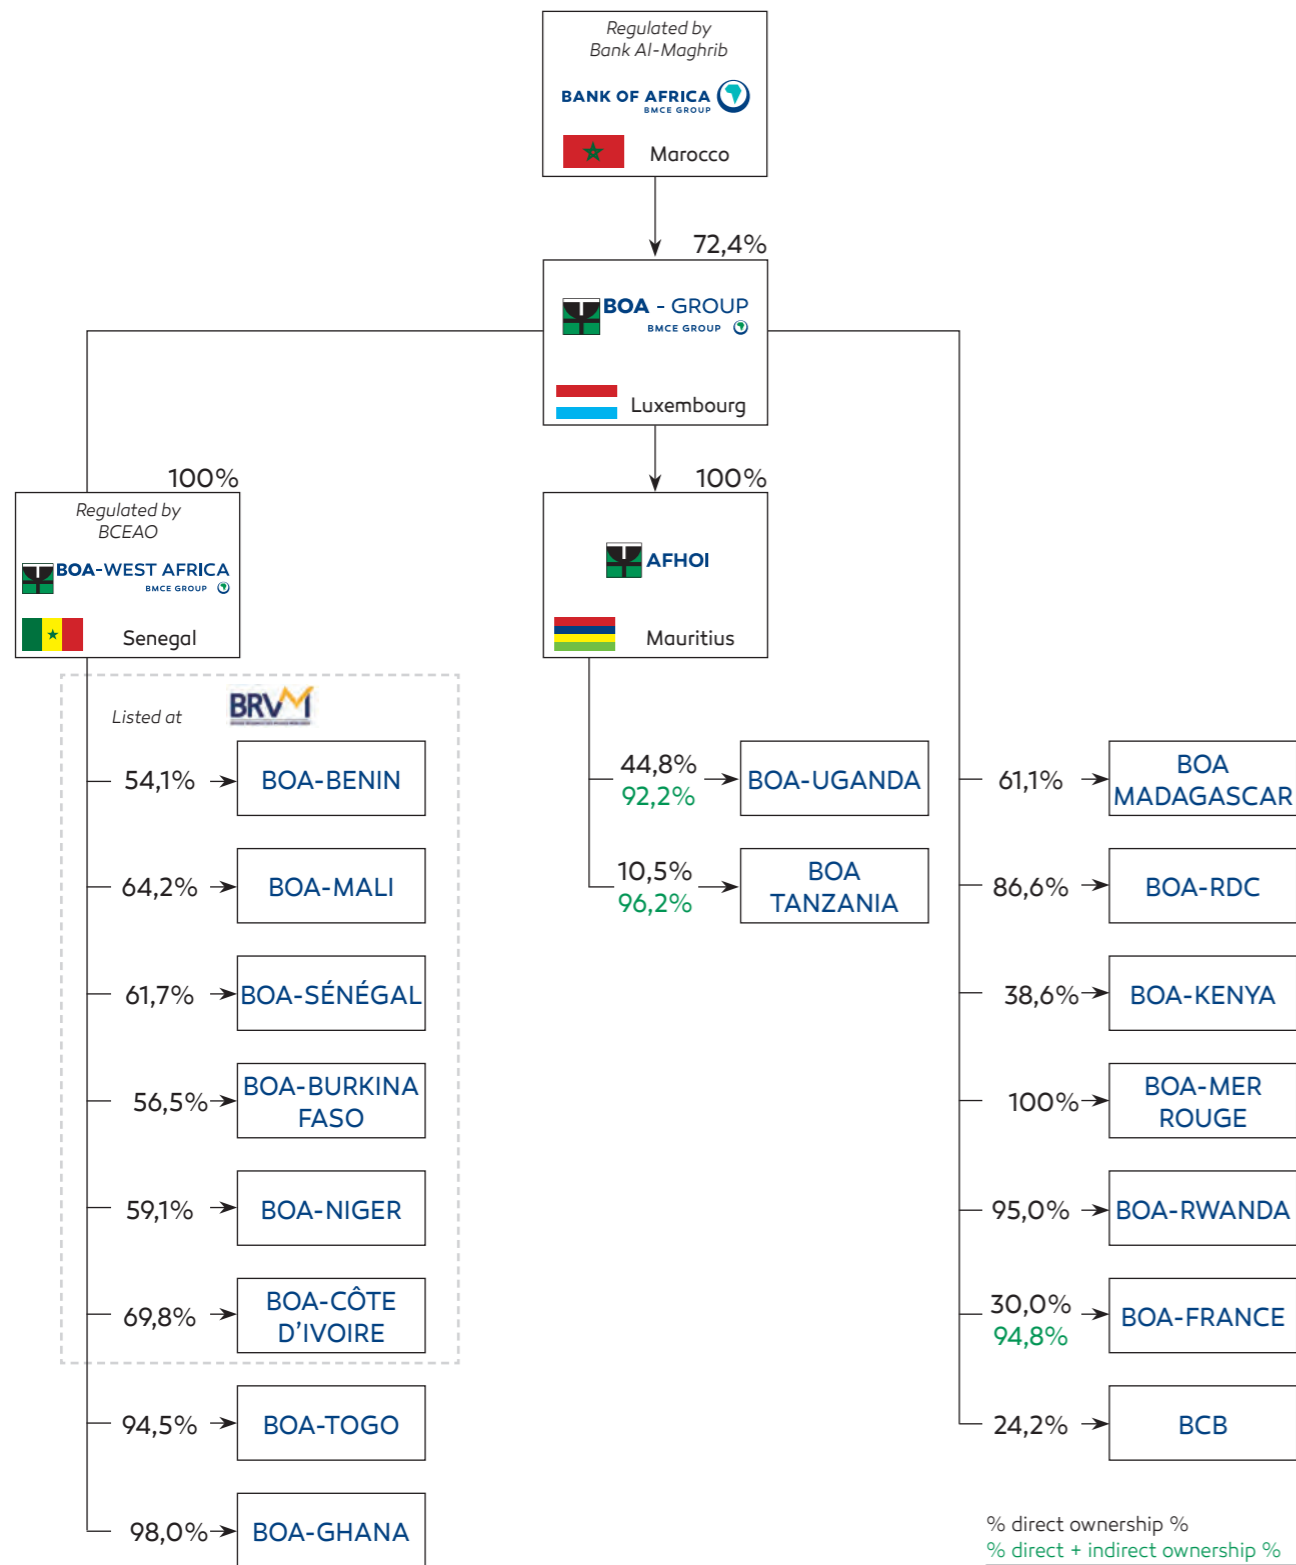 Regulated by
Bank Al-Maghrib
BANK OF AFRICA
BMCE GROUP
Marocco
72,4%
BOA - GROUP
BMCE GROUP
Luxembourg
100%
Regulated by
BCEAO
BOA-WEST AFRICA
BMCE GROUP
Senegal
100%
AFHOI
Mauritius
Listed at
BRVM
54,1%
BOA-BENIN
64,2%
BOA-MALI
61,7%
BOA-SÉNÉGAL
56,5%
BOA-BURKINA
FASO
59,1%
BOA-NIGER
69,8%
BOA-CÔTE
D'IVOIRE
94,5%
BOA-TOGO
98,0%
BOA-GHANA
44,8%
92,2%
BOA-UGANDA
10,5%
96,2%
BOA
TANZANIA
61,1%
BOA
MADAGASCAR
86,6%
BOA-RDC
38,6%
BOA-KENYA
100%
BOA-MER
ROUGE
95,0%
BOA-RWANDA
30,0%
94,8%
BOA-FRANCE
24,2%
BCB
% direct ownership %
% direct + indirect ownership %